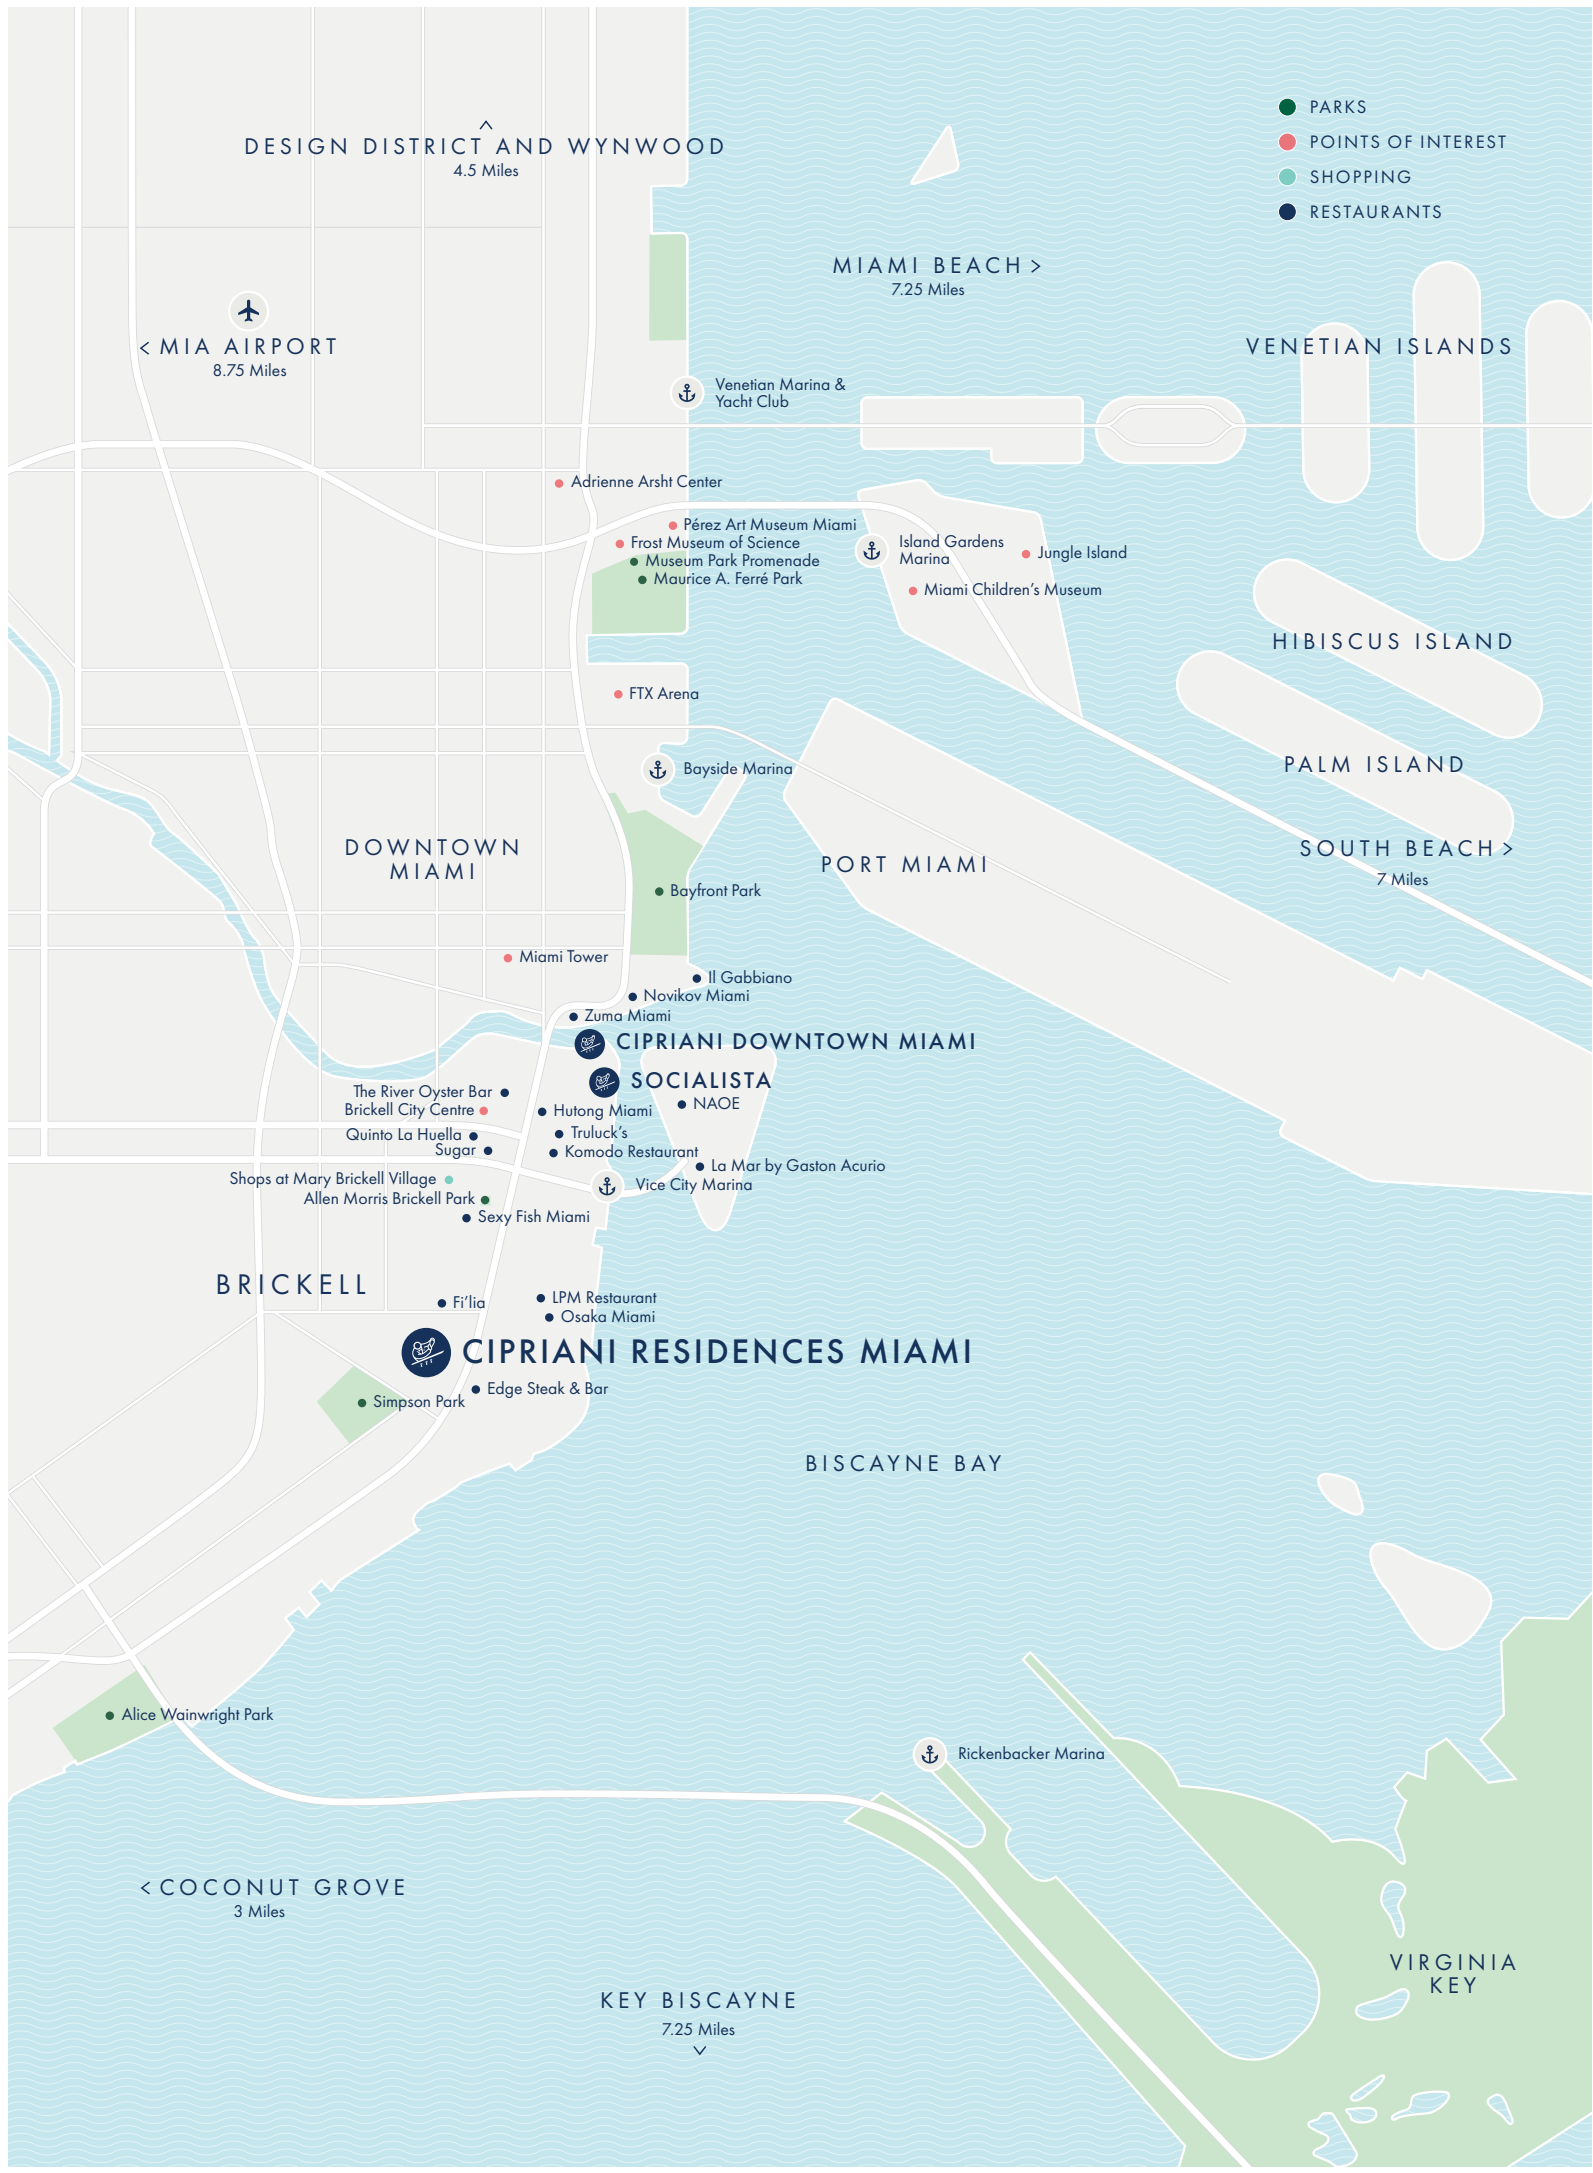 PARKS
POINTS OF INTEREST
SHOPPING
RESTAURANTS
DESIGN DISTRICT AND WYNWOOD
4.5 Miles
MIAMI BEACH >
7.25 Miles
< MIA AIRPORT
8.75 Miles
VENETIAN ISLANDS
Venetian Marina &
Yacht Club
Adrienne Arsht Center
Pérez Art Museum Miami
Frost Museum of Science
Museum Park Promenade
Maurice A. Ferré Park
Island Gardens
Marina
Jungle Island
Miami Children's Museum
HIBISCUS ISLAND
FTX Arena
PALM ISLAND
Bayside Marina
DOWNTOWN
MIAMI
PORT MIAMI
SOUTH BEACH >
7 Miles
Bayfront Park
Miami Tower
Il Gabbiano
Novikov Miami
Zuma Miami
CIPRIANI DOWNTOWN MIAMI
SOCIALISTA
The River Oyster Bar
NAOE
Brickell City Centre
Hutong Miami
Quinto La Huella
Truluck's
Sugar
Komodo Restaurant
La Mar by Gaston Acurio
Shops at Mary Brickell Village
Vice City Marina
Allen Morris Brickell Park
Sexy Fish Miami
BRICKELL
Fi'lia
LPM Restaurant
Osaka Miami
CIPRIANI RESIDENCES MIAMI
Edge Steak & Bar
Simpson Park
BISCAYNE BAY
Alice Wainwright Park
Rickenbacker Marina
< COCONUT GROVE
3 Miles
VIRGINIA
KEY
KEY BISCAYNE
7.25 Miles